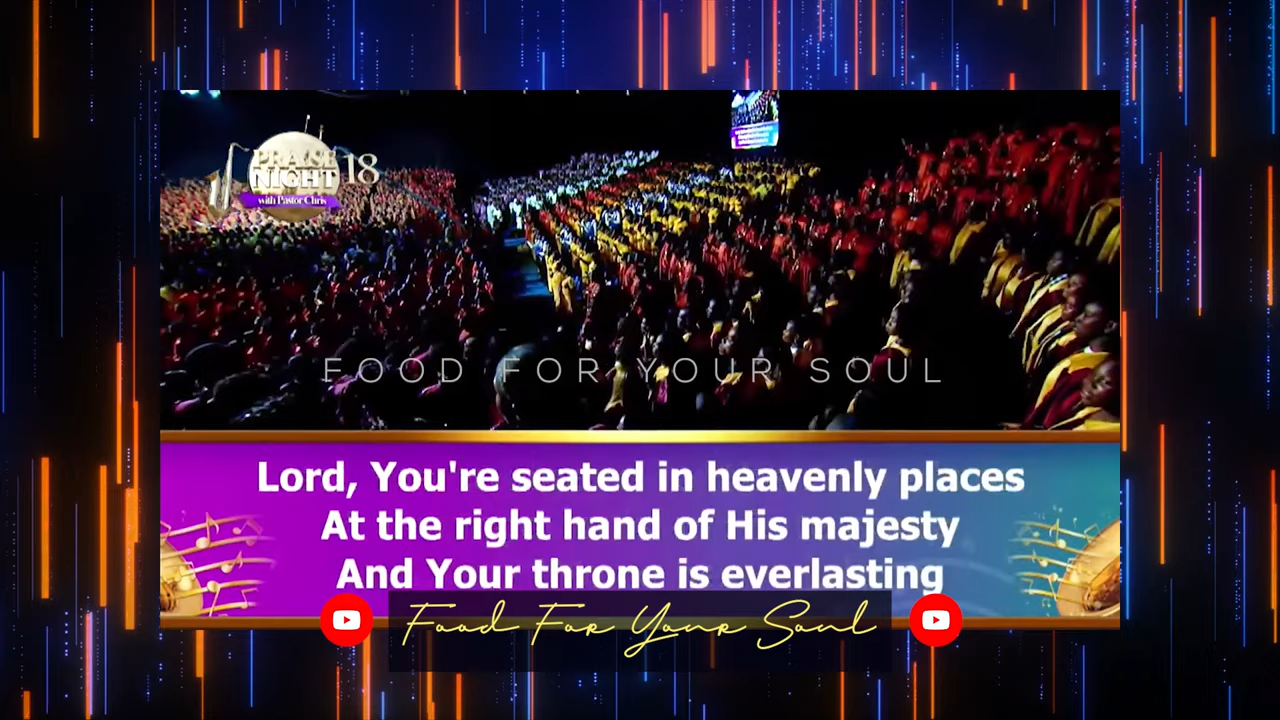 PRAISE
NIGHT
18
with Pastor Chris
FOOD FOR YOUR SOUL
Lord, You're seated in heavenly places
At the right hand of His majesty
And Your throne is everlasting
Food For Your Soul